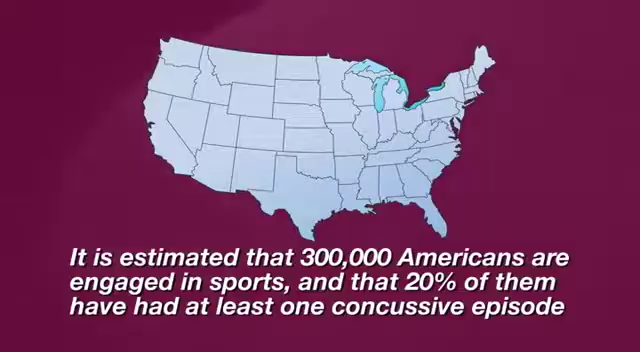 It is estimated that 300,000 Americans are
engaged in sports, and that 20% of them
have had at least one concussive episode